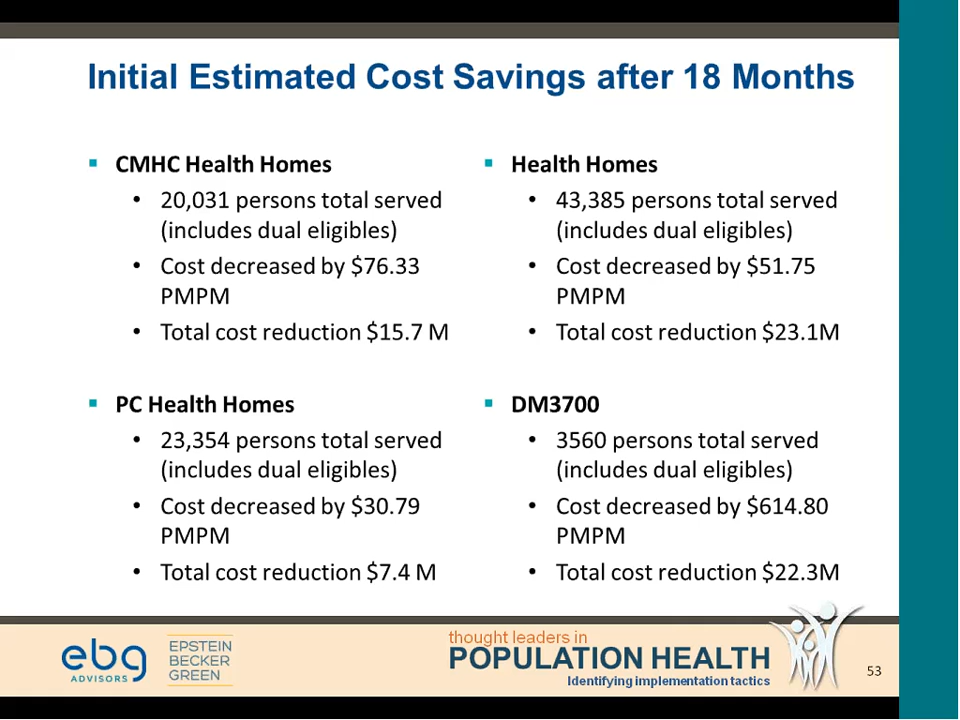 Initial Estimated Cost Savings after 18 Months
▪ CMHC Health Homes
• 20,031 persons total served
(includes dual eligibles)
• Cost decreased by $76.33
PMPM
• Total cost reduction $15.7 M
▪ PC Health Homes
• 23,354 persons total served
(includes dual eligibles)
• Cost decreased by $30.79
PMPM
• Total cost reduction $7.4 M
▪ Health Homes
• 43,385 persons total served
(includes dual eligibles)
• Cost decreased by $51.75
PMPM
• Total cost reduction $23.1M
▪ DM3700
• 3560 persons total served
(includes dual eligibles)
• Cost decreased by $614.80
PMPM
• Total cost reduction $22.3M
ebg
ADVISORS
EPSTEIN
BECKER
GREEN
thought leaders in
POPULATION HEALTH
Identifying implementation tactics
53